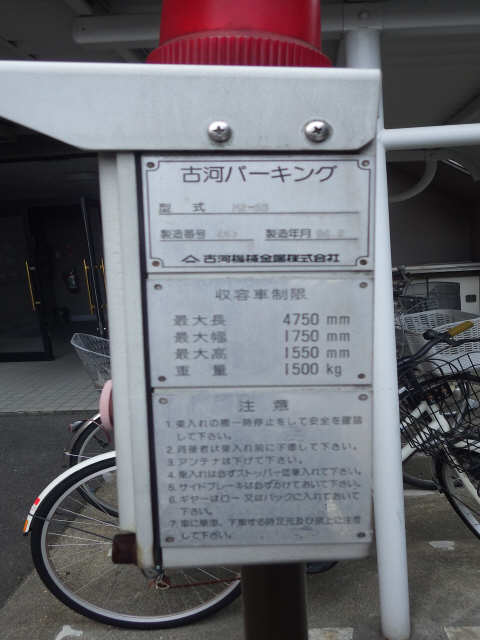 古河パーキング
型式
製造番号 製造年月
古河機械金属株式会社
収容車制限
最大長 4750 mm
最大幅 1750 mm
最大高 1550 mm
重量 1500 kg
注意
1. 車入れの際一時停止をして安全を確認
して下さい。
2. 同乗者は車入れ前に下車して下さい。
3. アンテナは下げて下さい。
4. 車入れは必ずストッパー位置で入れて下さい。
5. サイドブレーキは必ずかけておいて下さい。
6. ギヤーはロー又はバックに入れておいて
下さい。
7. 車に乗車、下車する時足元及び頭上に注意
して下さい。